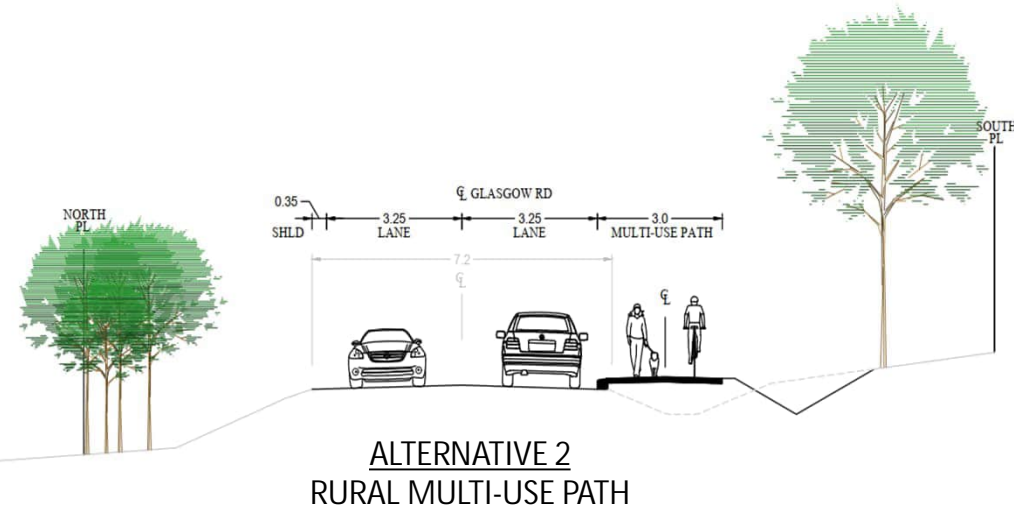 SOUTH
PL
℄ GLASGOW RD
0.35
3.25
3.25
3.0
SHLD
LANE
LANE
MULTI-USE PATH
NORTH
PL
7.2
℄
℄
ALTERNATIVE 2
RURAL MULTI-USE PATH